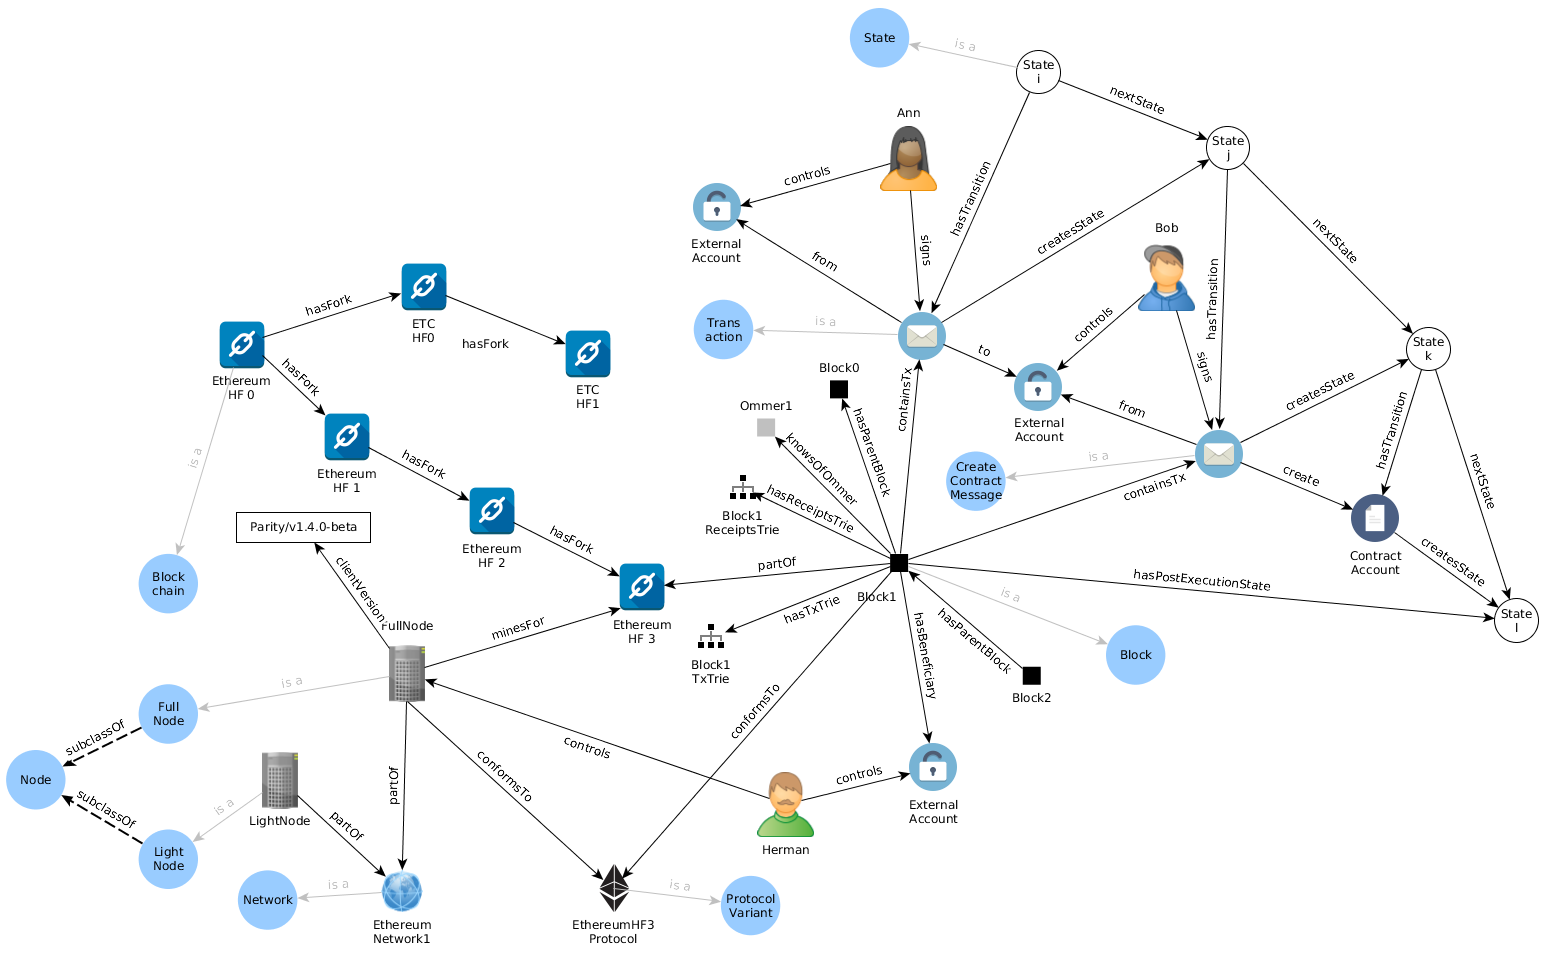 State
is a
State
i
nextState
Ann
State
j
controls
hasTransition
External
Account
signs
from
createsState
Bob
nextState
hasTransition
ETC
HF0
hasFork
hasFork
ETC
HF1
Ethereum
HF 0
hasFork
Trans
action
is a
to
controls
State
k
signs
Block0
containsTx
Ommer1
hasParentBlock
knowsOfOmmer
External
Account
from
createsState
hasTransition
nextState
is a
Ethereum
HF 1
hasFork
Create
Contract
Message
is a
containsTx
create
Block1
ReceiptsTrie
hasReceiptsTrie
Parity/v1.4.0-beta
Ethereum
HF 2
hasFork
Contract
Account
createsState
Block
chain
clientVersion
partOf
Block1
is a
hasPostExecutionState
State
l
FullNode
minesFor
Ethereum
HF 3
hasTxTrie
Block1
TxTrie
hasBeneficiary
hasParentBlock
Block
Block2
is a
Full
Node
subclassOf
conformsTo
controls
conformsTo
partOf
Node
subclassOf
is a
LightNode
partOf
controls
External
Account
Light
Node
Herman
Network
is a
Ethereum
Network1
EthereumHF3
Protocol
is a
Protocol
Variant